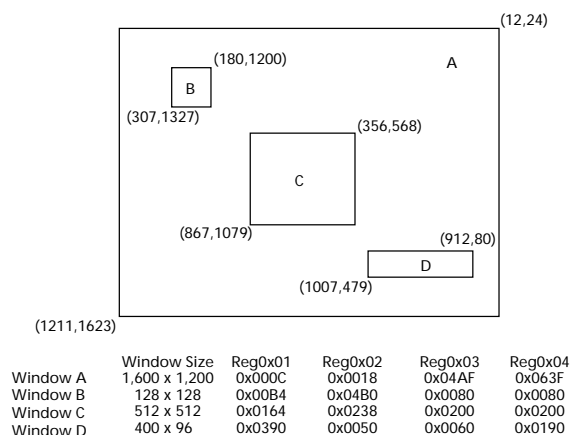 (12,24)
(180,1200)
A
B
(307,1327)
(356,568)
C
(867,1079)
(912,80)
D
(1007,479)
(1211,1623)
Window Size Reg0x01 Reg0x02 Reg0x03 Reg0x04
Window A 1,600 x 1,200 0x000C 0x0018 0x04AF 0x063F
Window B 128 x 128 0x00B4 0x04B0 0x0080 0x0080
Window C 512 x 512 0x0164 0x0238 0x0200 0x0200
Window D 400 x 96 0x0390 0x0050 0x0060 0x0190